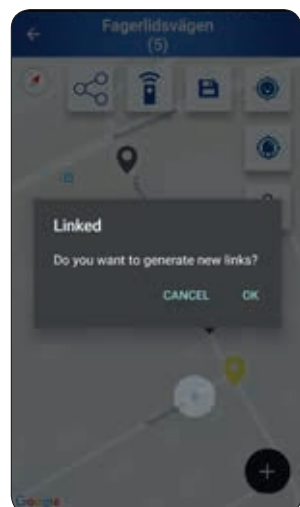 Fagerlidsvägen
(5)
Linked
Do you want to generate new links?
CANCEL OK
Google